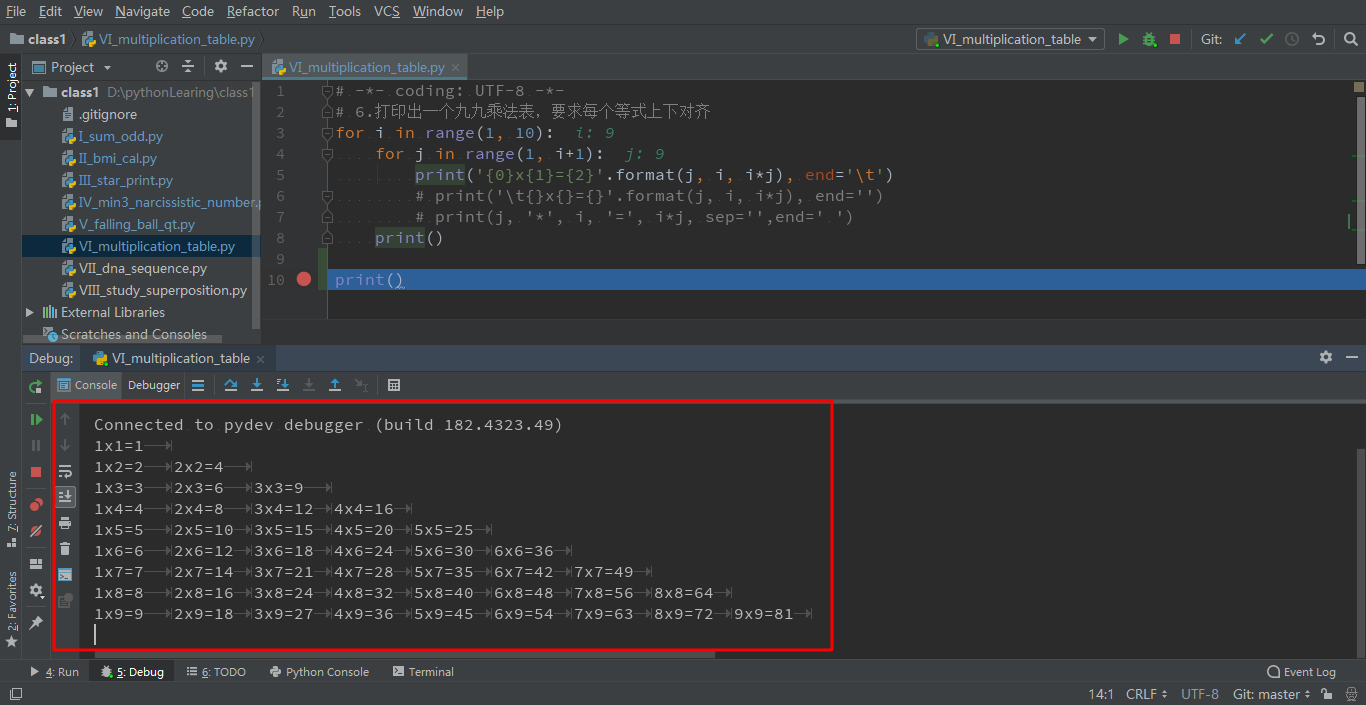 File Edit View Navigate Code Refactor Run Tools VCS Window Help
class1 VI_multiplication_table.py VI_multiplication_table Git:
1: Project
Project
VI_multiplication_table.py
class1 D:\pythonLearing\class1
.gitignore
I_sum_odd.py
II_bmi_cal.py
III_star_print.py
IV_min3_narcissistic_number.p
V_falling_ball_qt.py
VI_multiplication_table.py
VII_dna_sequence.py
VIII_study_superposition.py
External Libraries
Scratches and Consoles
1 # -*- coding: UTF-8 -*-
2 # 6.打印出一个九九乘法表，要求每个等式上下对齐
3 for i in range(1, 10): i: 9
4 for j in range(1, i+1): j: 9
5 print('{0}x{1}={2}'.format(j, i, i*j), end='\t')
6 # print('\t{}x{}={}'.format(j, i, i*j), end='')
7 # print(j, '*', i, '=', i*j, sep='',end=' ')
8 print()
9
10 print()
Debug: VI_multiplication_table
Console Debugger
Connected to pydev debugger (build 182.4323.49)
1x1=1
1x2=2 2x2=4
1x3=3 2x3=6 3x3=9
1x4=4 2x4=8 3x4=12 4x4=16
1x5=5 2x5=10 3x5=15 4x5=20 5x5=25
1x6=6 2x6=12 3x6=18 4x6=24 5x6=30 6x6=36
1x7=7 2x7=14 3x7=21 4x7=28 5x7=35 6x7=42 7x7=49
1x8=8 2x8=16 3x8=24 4x8=32 5x8=40 6x8=48 7x8=56 8x8=64
1x9=9 2x9=18 3x9=27 4x9=36 5x9=45 6x9=54 7x9=63 8x9=72 9x9=81
7: Structure
2: Favorites
4: Run 5: Debug 6: TODO Python Console Terminal Event Log
14:1 CRLF UTF-8 Git: master